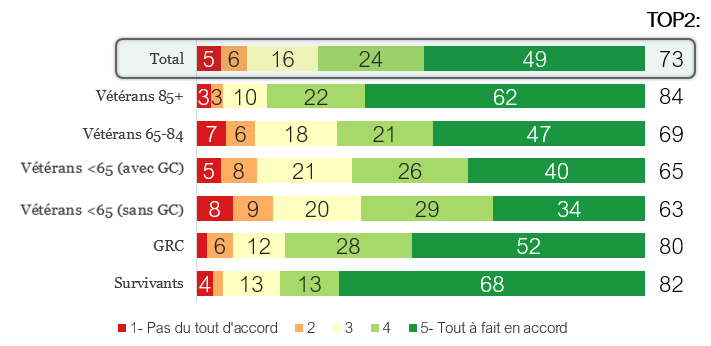 TOP2:
Total 5 6 16 24 49 73
Vétérans 85+ 3 3 10 22 62 84
Vétérans 65-84 7 6 18 21 47 69
Vétérans <65 (avec GC) 5 8 21 26 40 65
Vétérans <65 (sans GC) 8 9 20 29 34 63
GRC 6 12 28 52 80
Survivants 4 13 13 68 82
1- Pas du tout d'accord 2 3 4 5- Tout à fait en accord